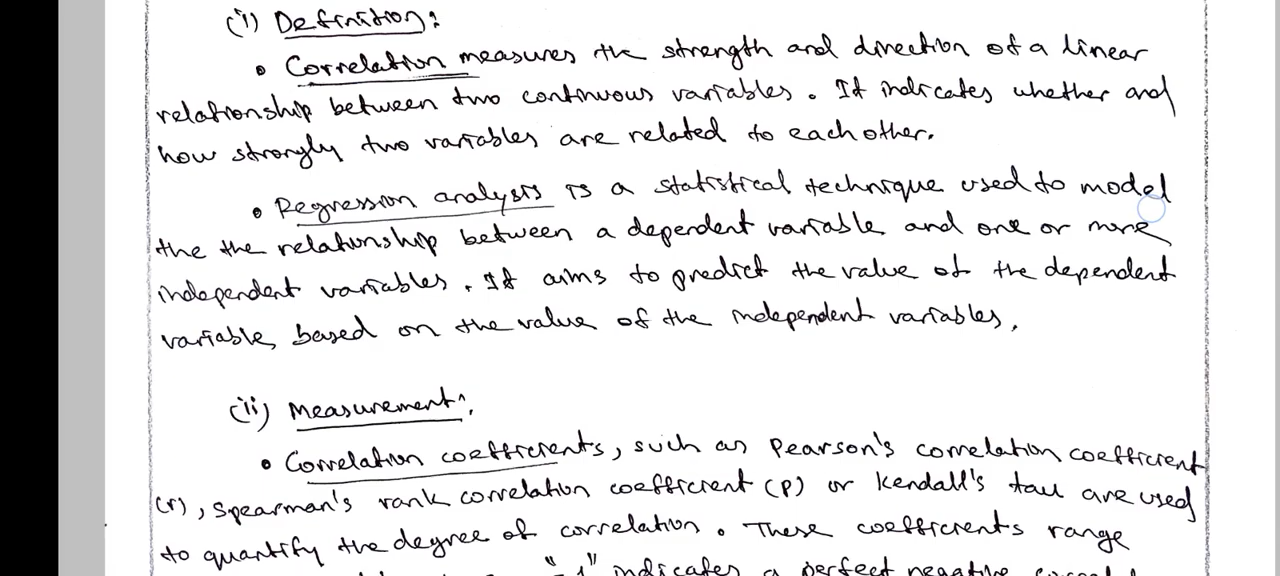 (i) Definition:
• Correlation measures the strength and direction of a linear
relationship between two continuous variables. It indicates whether and
how strongly two variables are related to each other.
• Regression analysis is a statistical technique used to model
the the relationship between a dependent variable and one or more
independent variables. It aims to predict the value of the dependent
variable based on the value of the independent variables.
(ii) Measurement:
• Correlation coefficients, such as Pearson's correlation coefficient
(r), Spearman's rank correlation coefficient (ρ) or Kendall's tau are used
to quantify the degree of correlation. These coefficients range
"-1" indicates a perfect negative